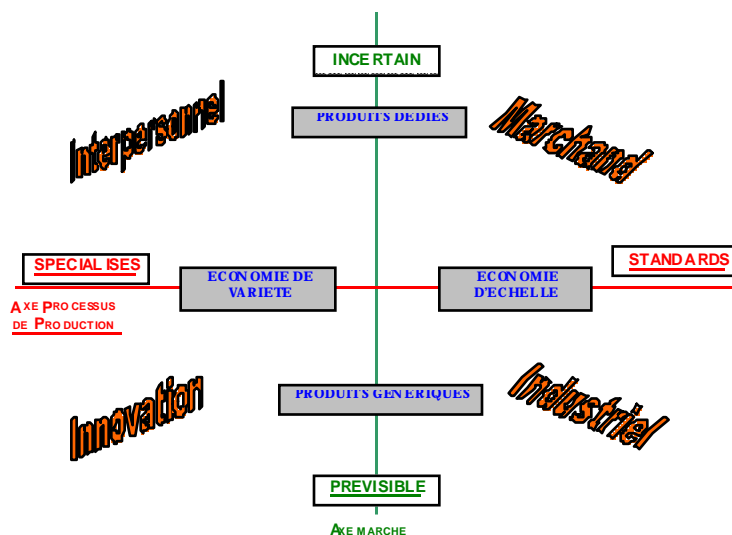 INCERTAIN
PRODUITS DEDIES
Interpersonnel
Marchand
SPECIALISES
STANDARDS
ECONOMIE DE
VARIETE
ECONOMIE
D'ECHELLE
AXE PROCESSUS
DE PRODUCTION
PRODUITS GENERIQUES
Innovation
Industriel
PREVISIBLE
AXE MARCHE